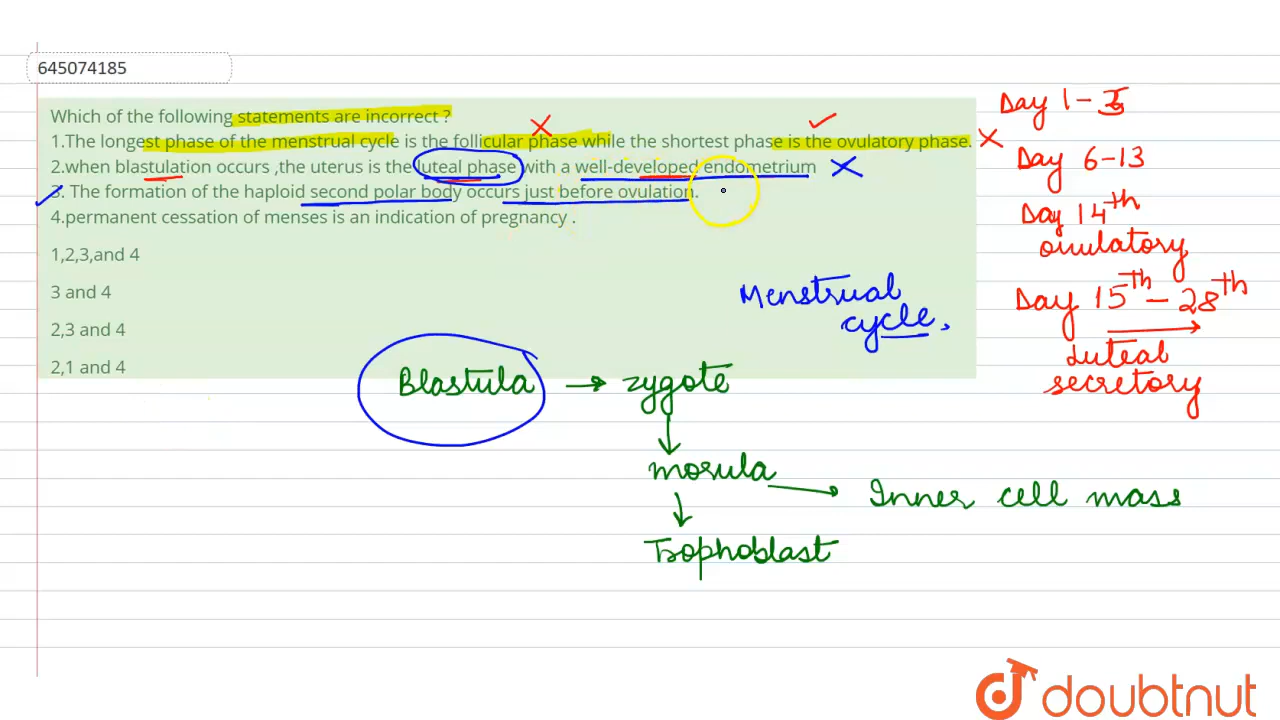 645074185
Which of the following statements are incorrect ?
1.The longest phase of the menstrual cycle is the follicular phase while the shortest phase is the ovulatory phase.
2.when blastulation occurs ,the uterus is the luteal phase with a well-developed endometrium
3. The formation of the haploid second polar body occurs just before ovulation.
4.permanent cessation of menses is an indication of pregnancy .
1,2,3,and 4
3 and 4
2,3 and 4
2,1 and 4
Day 1-5
Day 6-13
Day 14th
ovulatory
Day 15th - 28th
Luteal
secretory
Menstrual
cycle,
Blastula → zygote
morula → Inner cell mass
Trophoblast
doubtnut